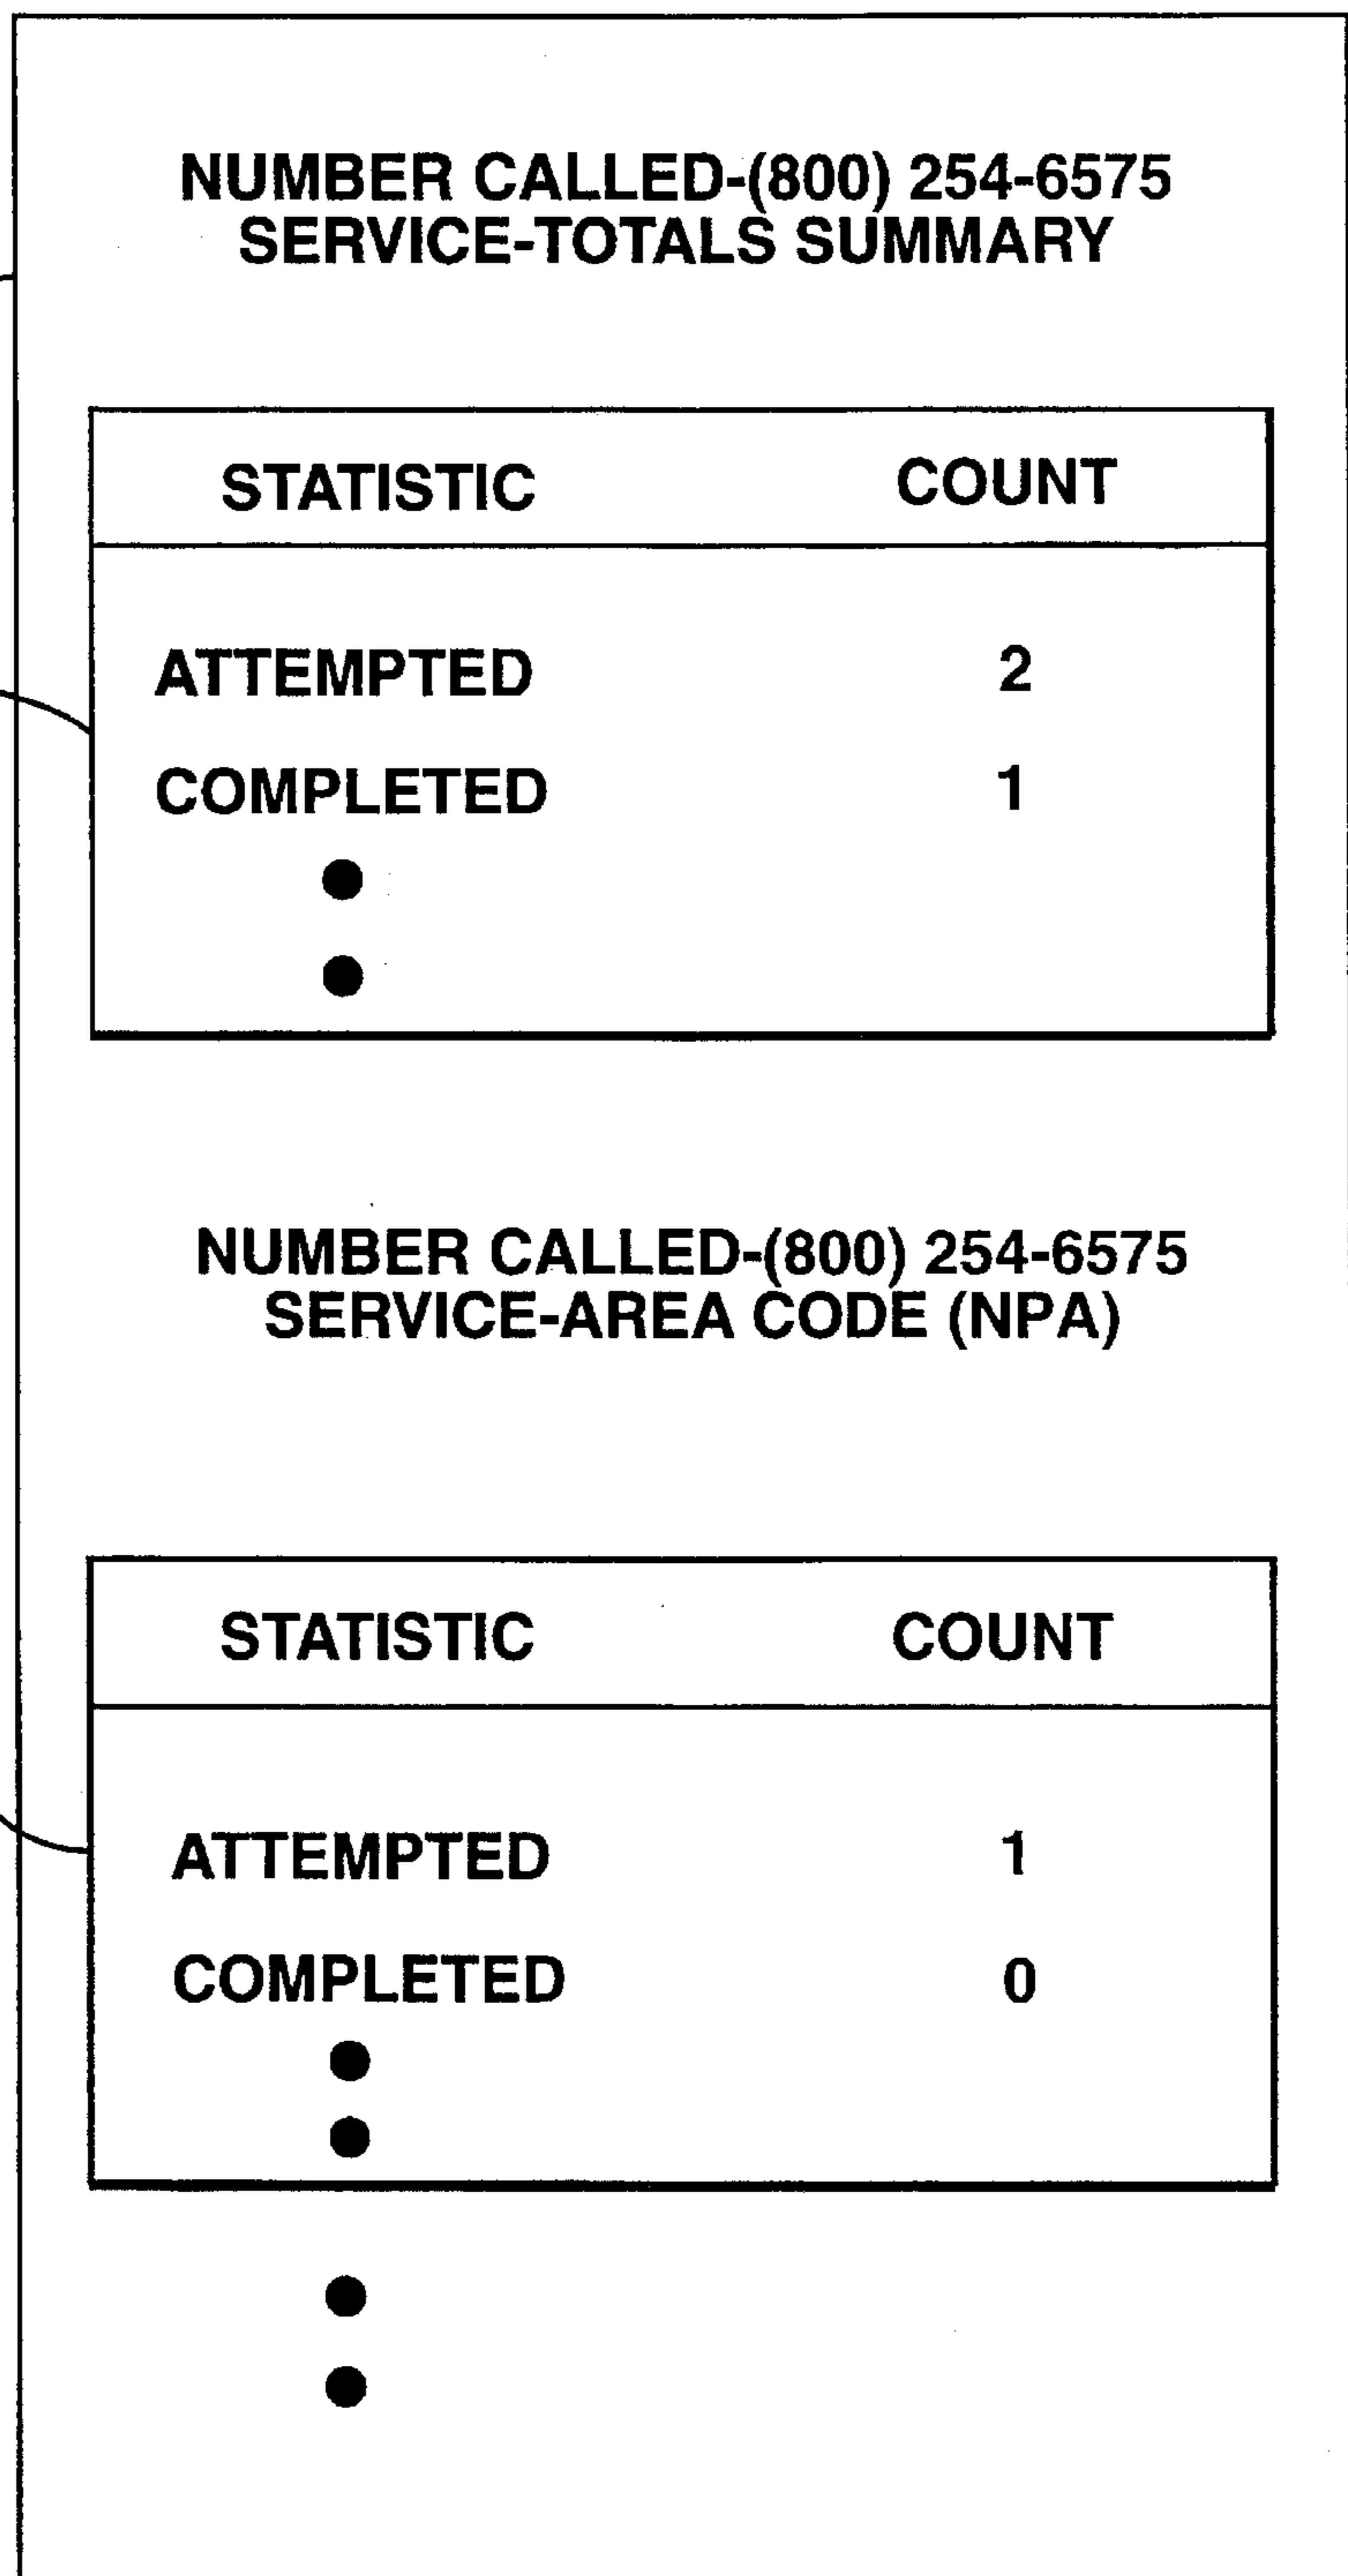 NUMBER CALLED-(800) 254-6575
SERVICE-TOTALS SUMMARY
STATISTIC COUNT
ATTEMPTED 2
COMPLETED 1
NUMBER CALLED-(800) 254-6575
SERVICE-AREA CODE (NPA)
STATISTIC COUNT
ATTEMPTED 1
COMPLETED 0